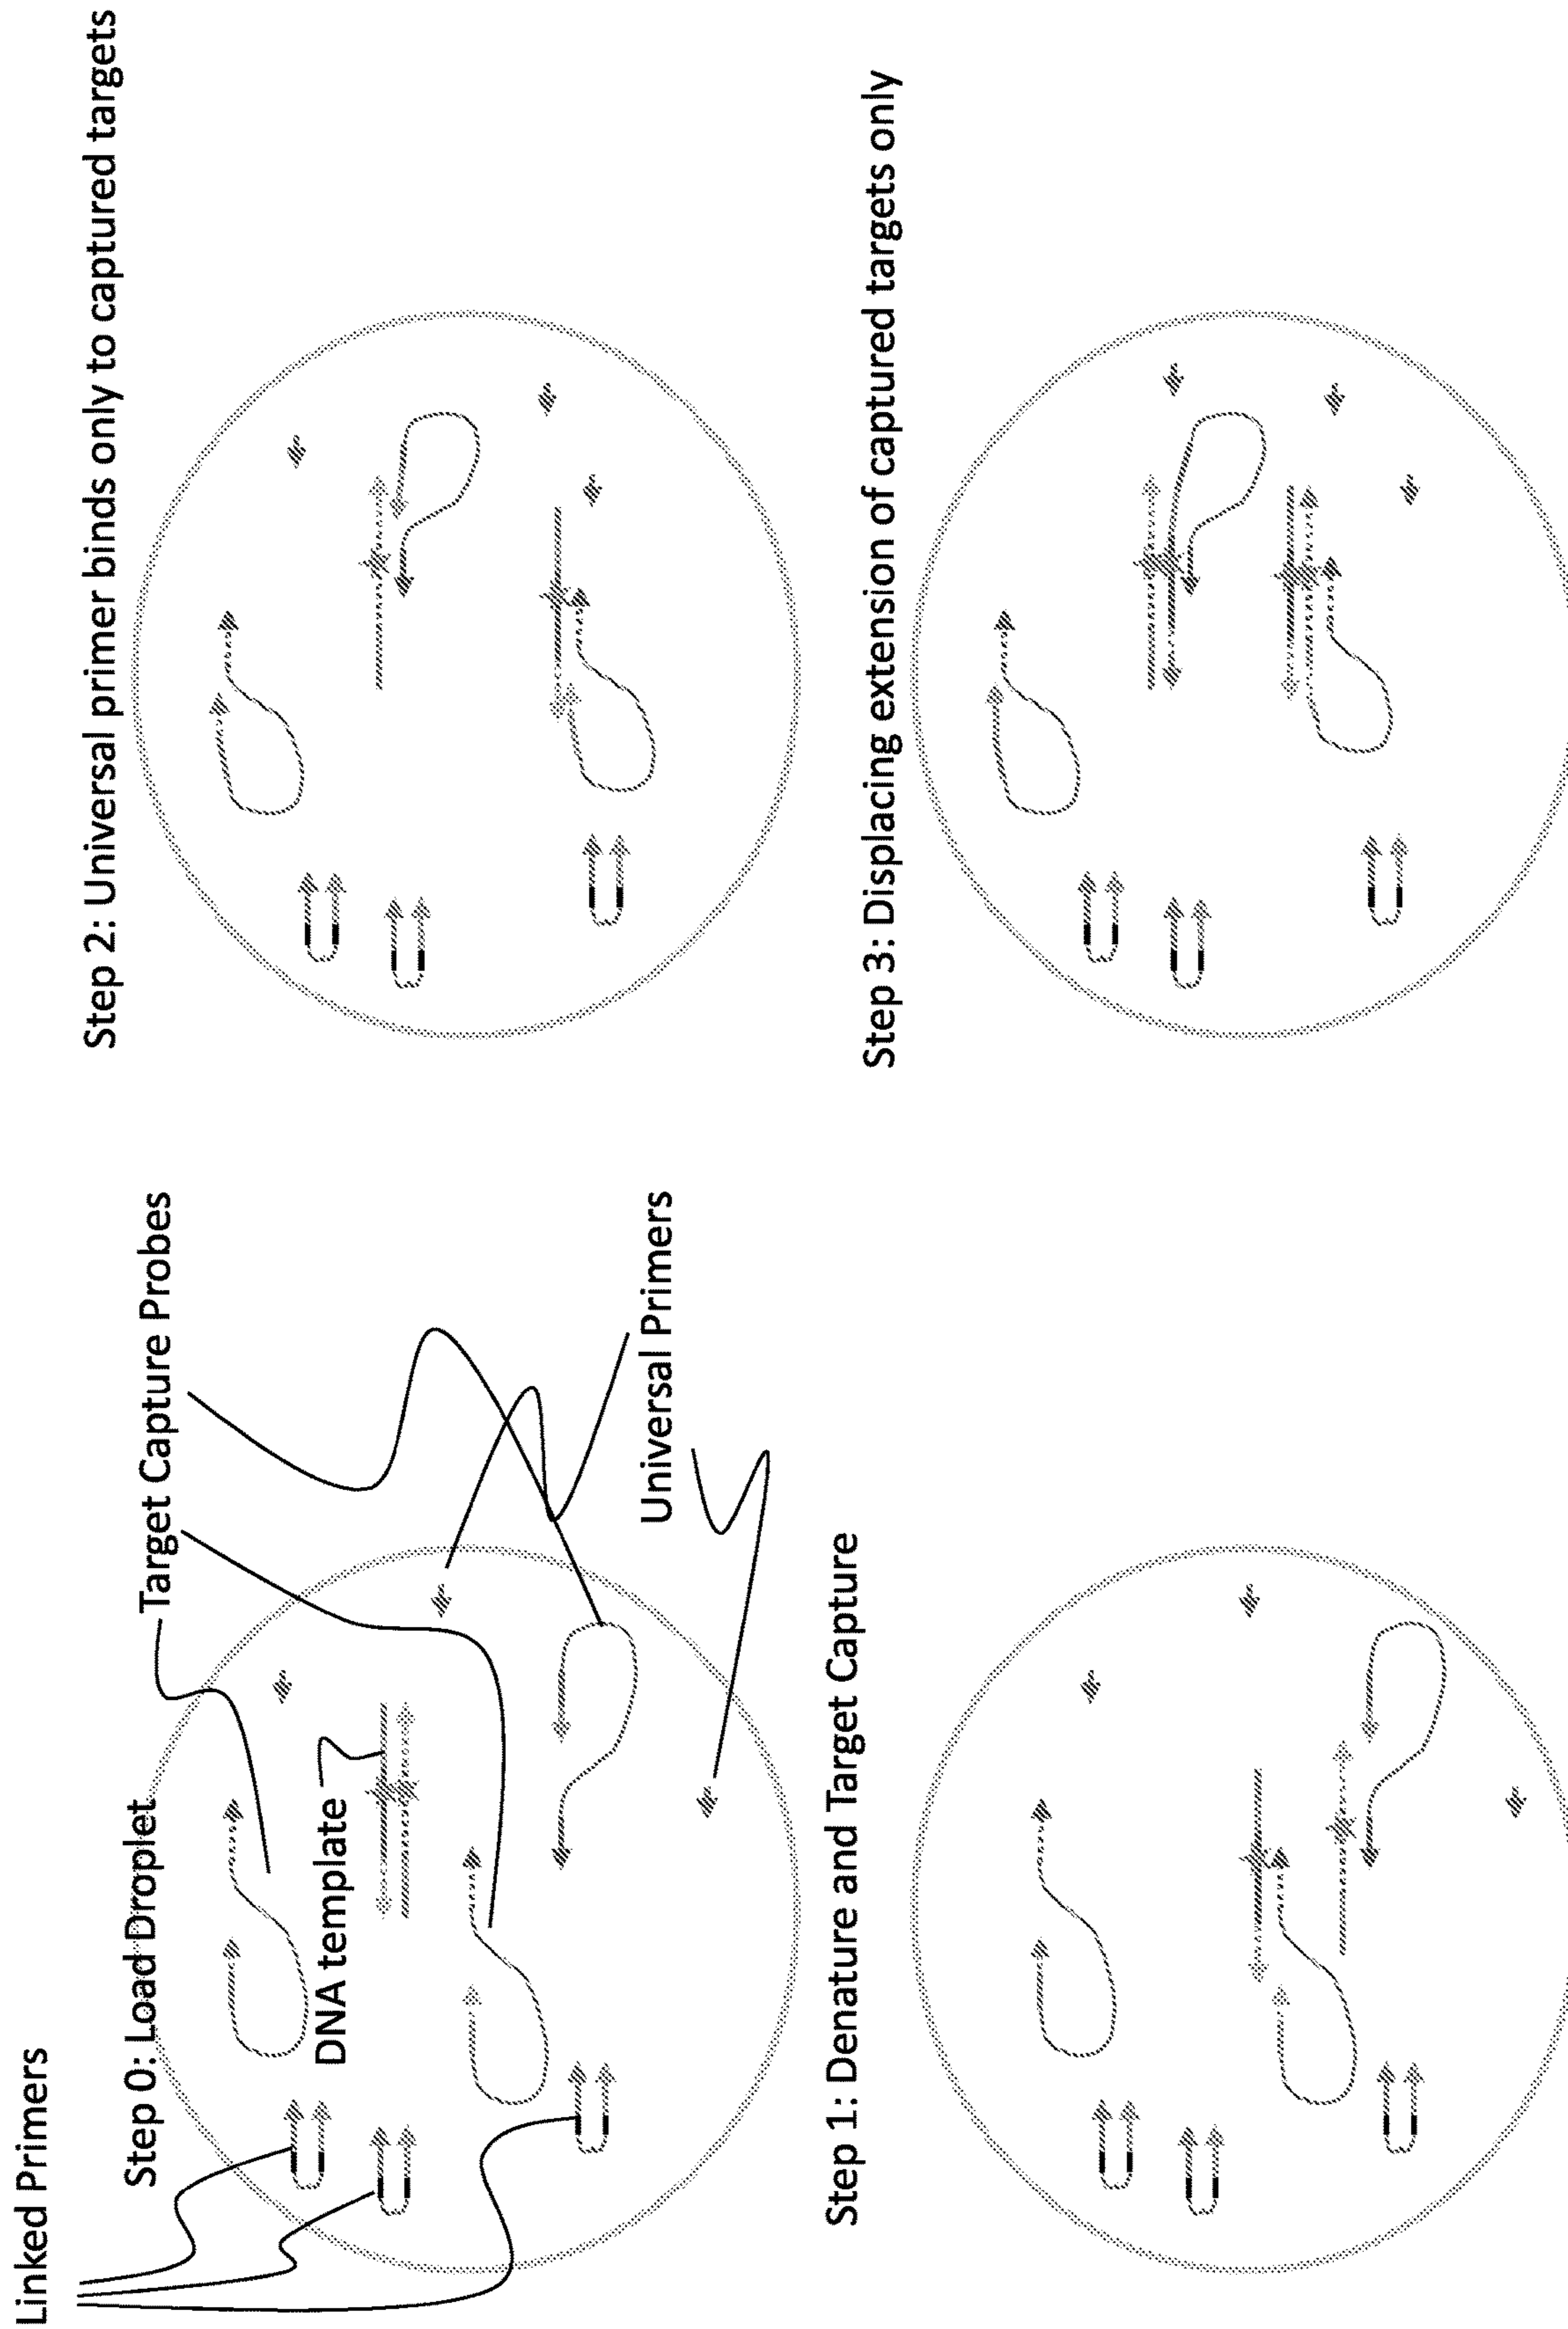 Linked Primers
Step 0: Load Droplet
Target Capture Probes
DNA template
Universal Primers
Step 1: Denature and Target Capture
Step 2: Universal primer binds only to captured targets
Step 3: Displacing extension of captured targets only